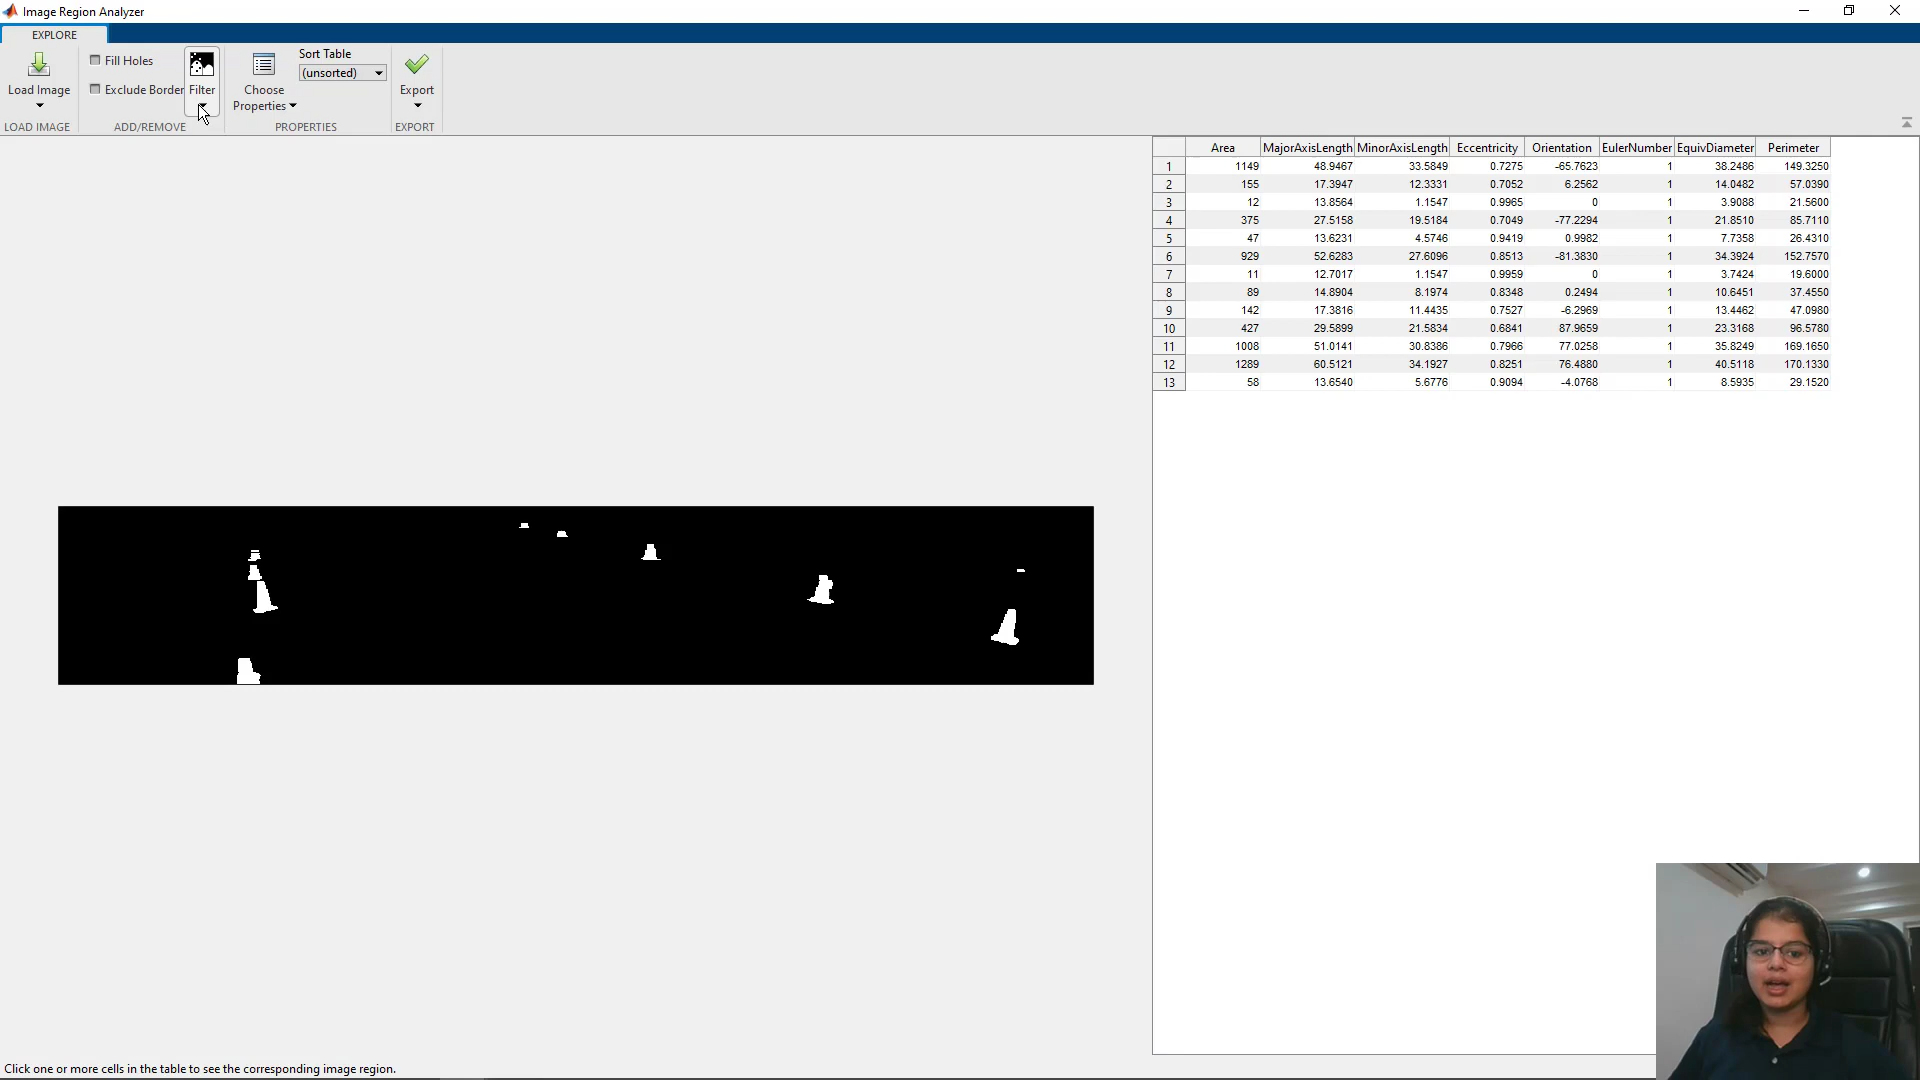 Image Region Analyzer
EXPLORE
Load Image
LOAD IMAGE
Fill Holes
Exclude Border
Filter
ADD/REMOVE
Choose
Properties
Sort Table
(unsorted)
PROPERTIES
Export
EXPORT
Area MajorAxisLength MinorAxisLength Eccentricity Orientation EulerNumber EquivDiameter Perimeter
1 1149 48.9467 33.5849 0.7275 -65.7623 1 38.2486 149.3250
2 155 17.3947 12.3331 0.7052 6.2562 1 14.0482 57.0390
3 12 13.8564 1.1547 0.9965 0 1 3.9088 21.5600
4 375 27.5158 19.5184 0.7049 -77.2294 1 21.8510 85.7110
5 47 13.6231 4.5746 0.9419 0.9982 1 7.7358 26.4310
6 929 52.6283 27.6096 0.8513 -81.3830 1 34.3924 152.7570
7 11 12.7017 1.1547 0.9959 0 1 3.7424 19.6000
8 89 14.8904 8.1974 0.8348 0.2494 1 10.6451 37.4550
9 142 17.3816 11.4435 0.7527 -6.2969 1 13.4462 47.0980
10 427 29.5899 21.5834 0.6841 87.9659 1 23.3168 96.5780
11 1008 51.0141 30.8386 0.7966 77.0258 1 35.8249 169.1650
12 1289 60.5121 34.1927 0.8251 76.4880 1 40.5118 170.1330
13 58 13.6540 5.6776 0.9094 -4.0768 1 8.5935 29.1520
Click one or more cells in the table to see the corresponding image region.